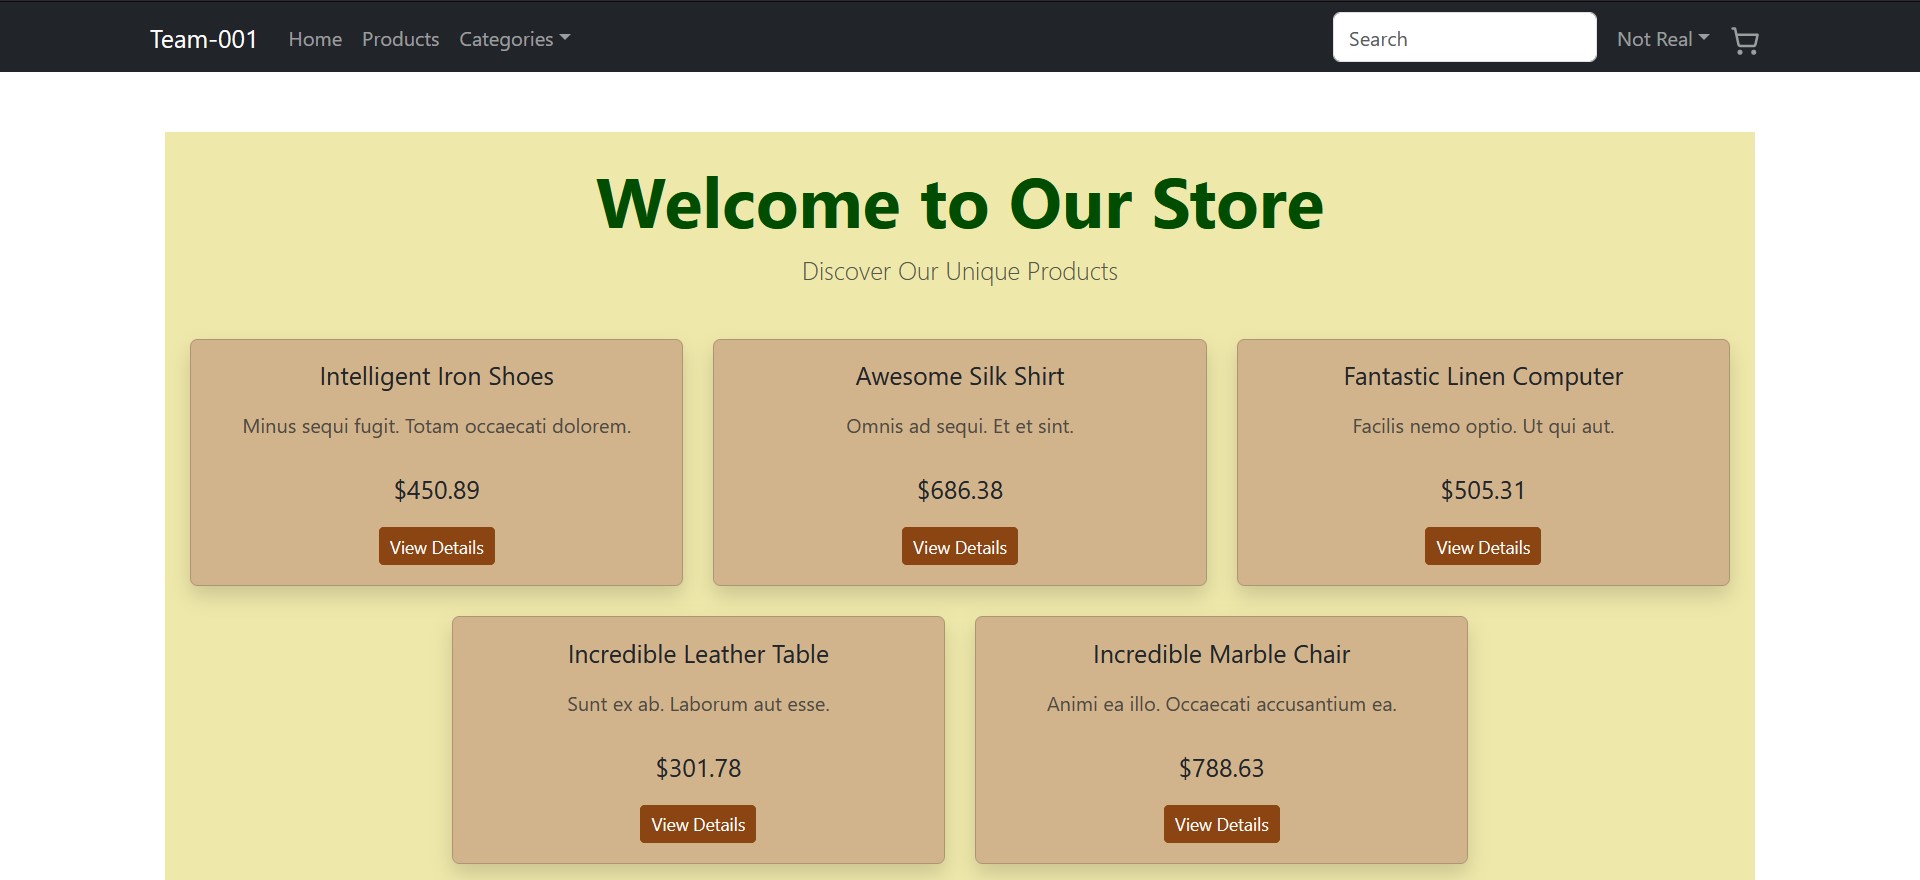 Team-001 Home Products Categories Search Not Real
Welcome to Our Store
Discover Our Unique Products
Intelligent Iron Shoes
Minus sequi fugit. Totam occaecati dolorem.
$450.89
View Details
Awesome Silk Shirt
Omnis ad sequi. Et et sint.
$686.38
View Details
Fantastic Linen Computer
Facilis nemo optio. Ut qui aut.
$505.31
View Details
Incredible Leather Table
Sunt ex ab. Laborum aut esse.
$301.78
View Details
Incredible Marble Chair
Animi ea illo. Occaecati accusantium ea.
$788.63
View Details